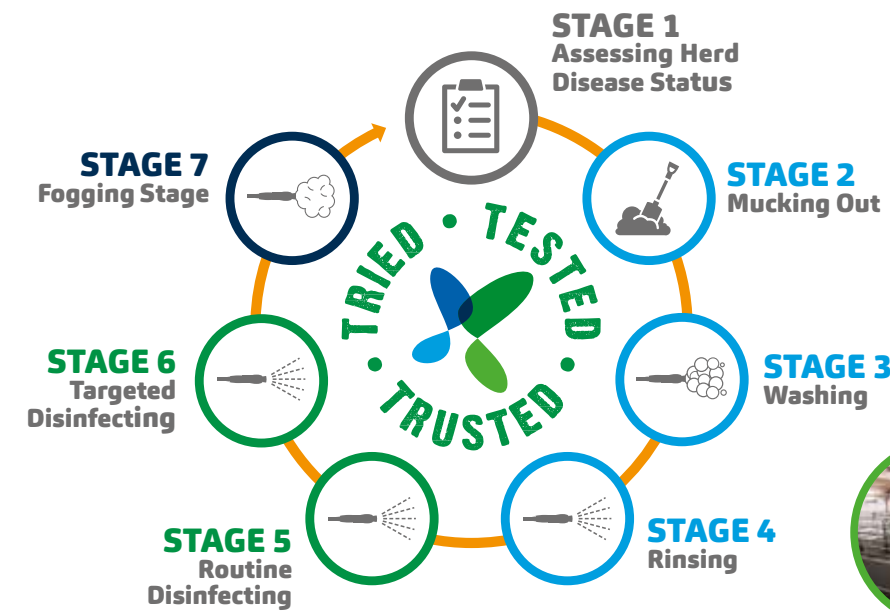 STAGE 1
Assessing Herd
Disease Status
STAGE 2
Mucking Out
STAGE 3
Washing
STAGE 4
Rinsing
STAGE 5
Routine
Disinfecting
STAGE 6
Targeted
Disinfecting
STAGE 7
Fogging Stage
TRIED • TESTED • TRUSTED •